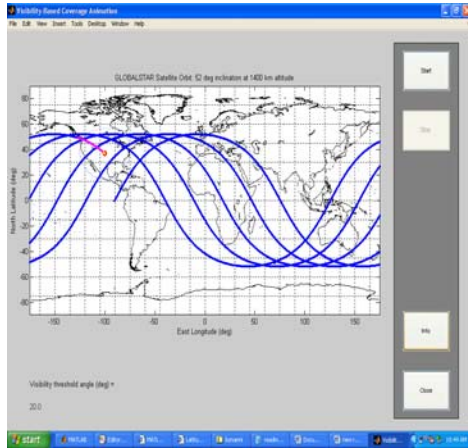 Visibility Based Coverage Animation
File Edit View Insert Tools Desktop Window Help
GLOBALSTAR Satellite Orbit: 52 deg inclination at 1400 km altitude
Start
Stop
80
60
40
20
0
-20
-40
-60
-80
North Latitude (deg)
-150 -100 -50 0 50 100 150
East Longitude (deg)
Info
Visibility threshold angle (deg) =
20.0
Close
start MATLAB Editor...